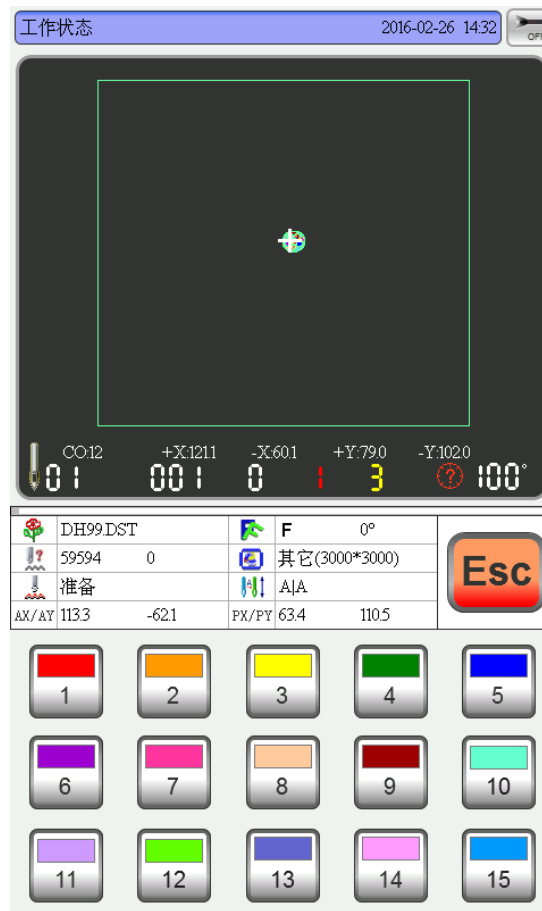 工作状态 2016-02-26 14:32 OFF
CO:12 +X:121.1 -X:60.1 +Y:79.0 -Y:102.0
01 001 0 1 3 ? 100°
DH99.DST F 0°
59594 0 其它(3000*3000)
准备 A|A
AX/AY 113.3 -62.1 PX/PY 63.4 110.5
Esc
1 2 3 4 5
6 7 8 9 10
11 12 13 14 15